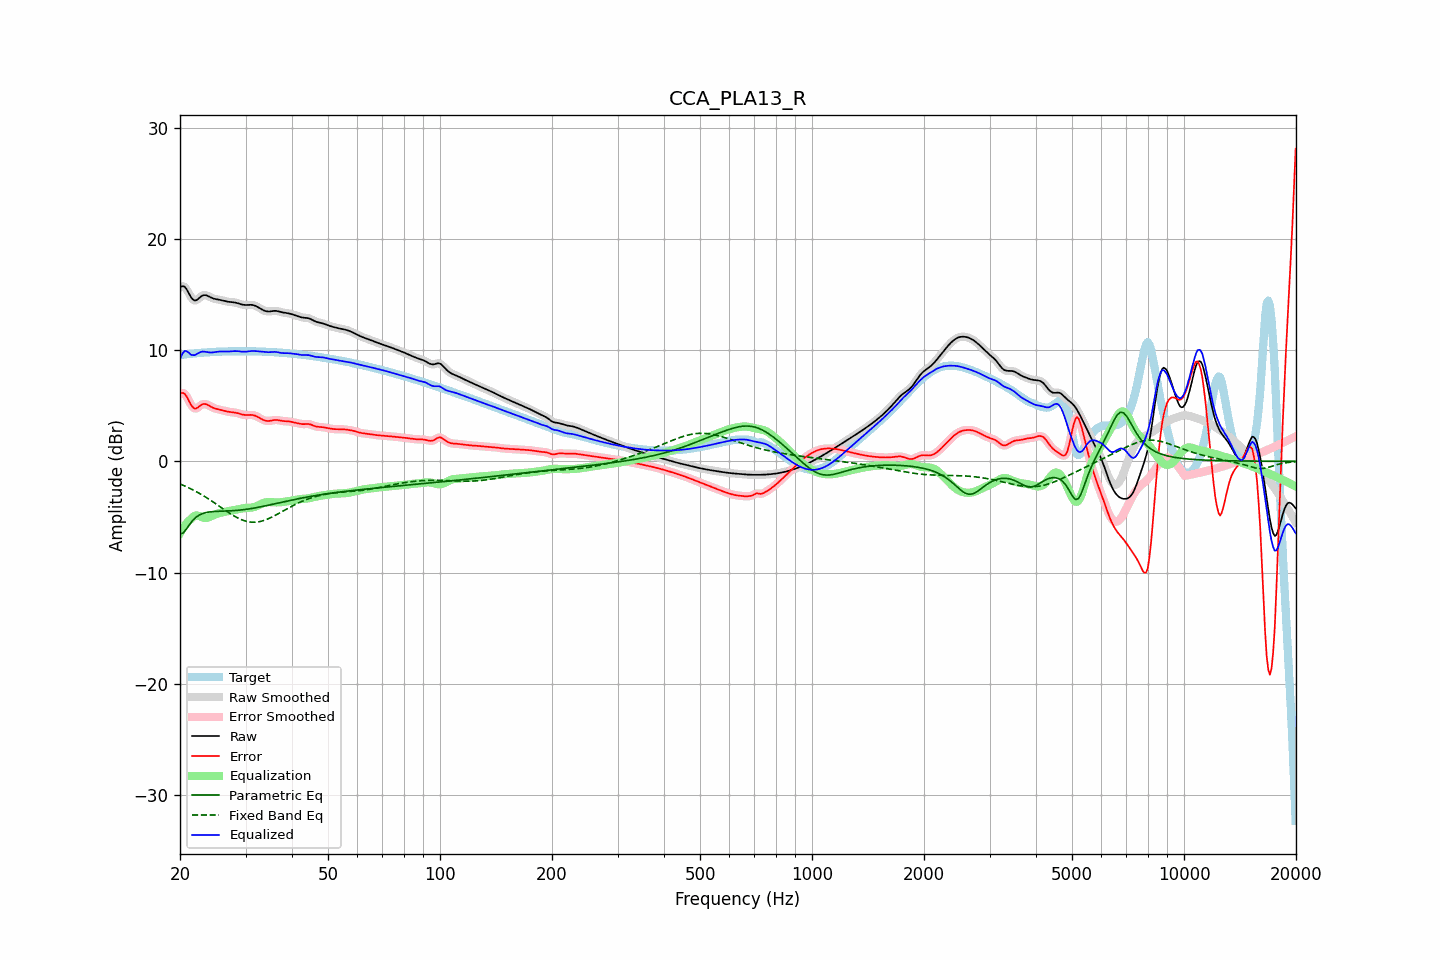 CCA_PLA13_R
Amplitude (dBr)
30
20
10
0
−10
−20
−30
Target
Raw Smoothed
Error Smoothed
Raw
Error
Equalization
Parametric Eq
Fixed Band Eq
Equalized
20 50 100 200 500 1000 2000 5000 10000 20000
Frequency (Hz)